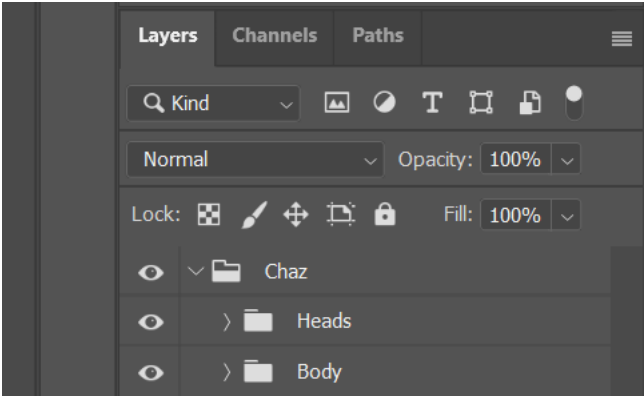 Layers Channels Paths
Kind
Normal Opacity: 100%
Lock: Fill: 100%
Chaz
Heads
Body